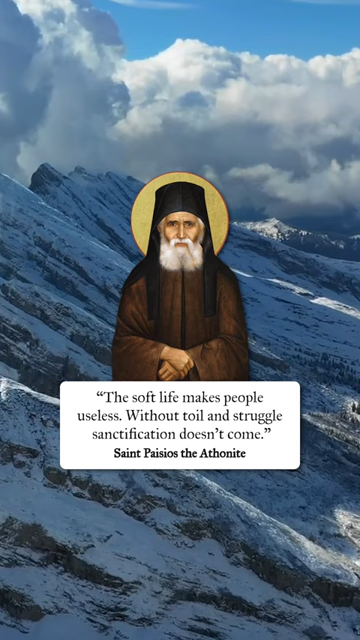 “The soft life makes people
useless. Without toil and struggle
sanctification doesn’t come.”
Saint Paisios the Athonite